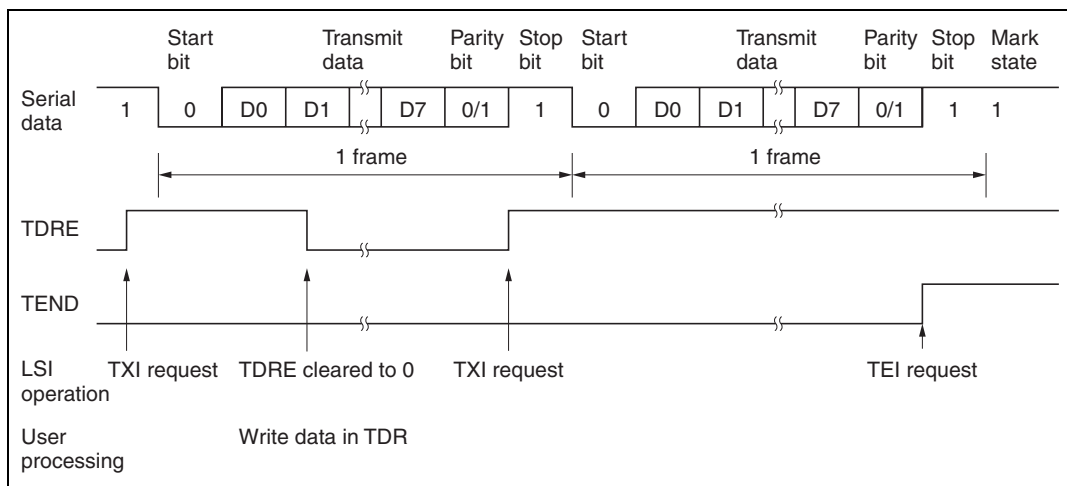 Start bit Transmit data Parity bit Stop bit Start bit Transmit data Parity bit Stop bit Mark state
Serial data 1 0 D0 D1 D7 0/1 1 0 D0 D1 D7 0/1 1 1
1 frame 1 frame
TDRE
TEND
LSI operation TXI request TDRE cleared to 0 TXI request TEI request
User processing Write data in TDR